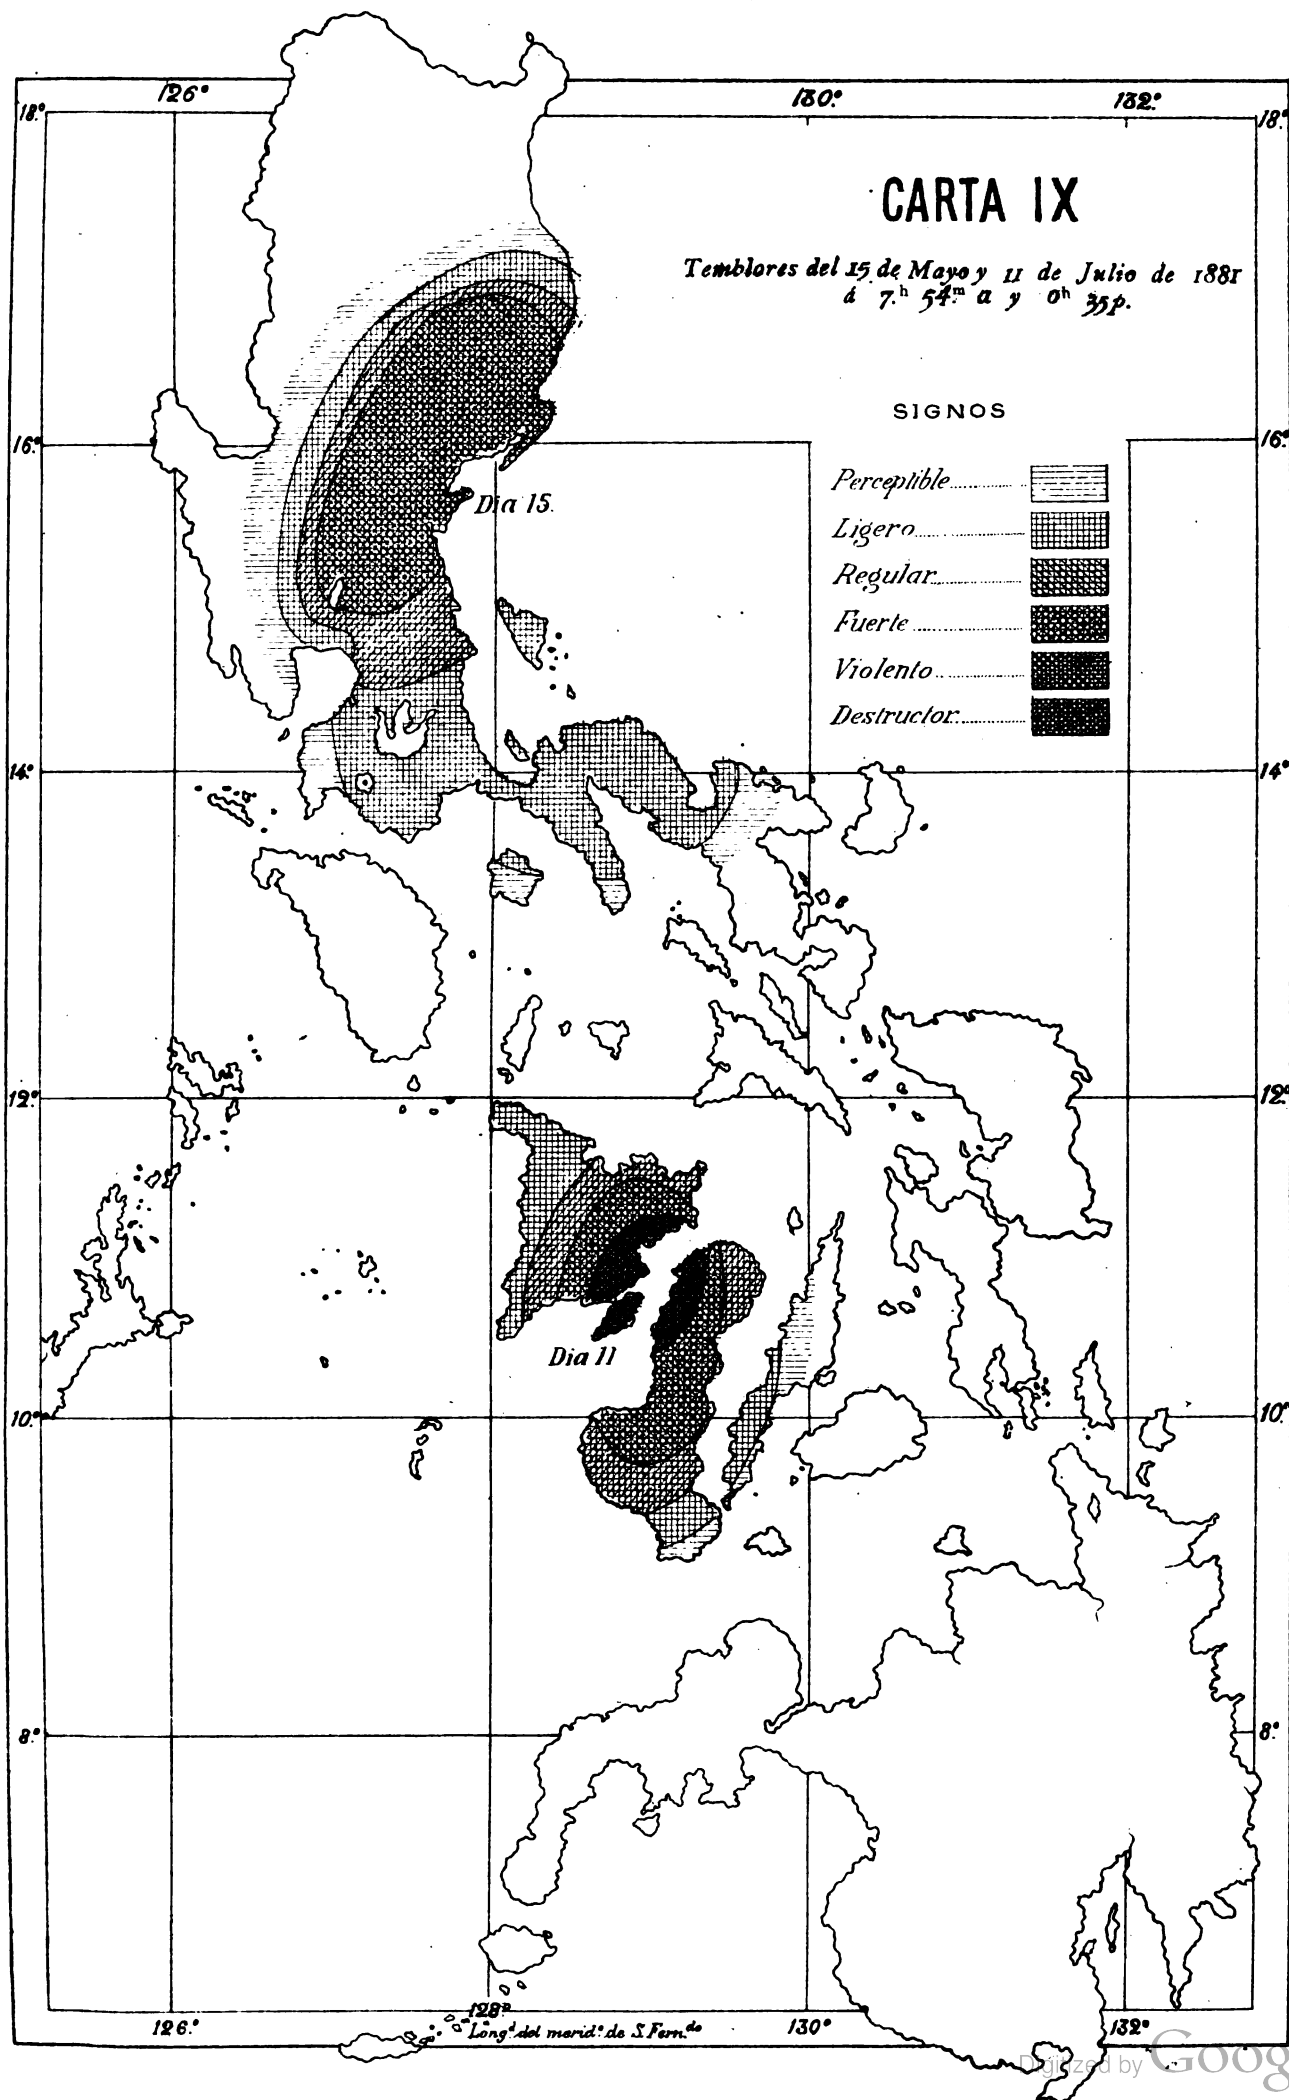 126° 130° 132°
18° 18°
CARTA IX
Temblores del 15 de Mayo y 11 de Julio de 1881
á 7.h 54.m a y 0h 35p.
SIGNOS
16° 16°
Perceptible
Dia 15.
Ligero
Regular
Fuerte
Violento
Destructor
14° 14°
12° 12°
Dia 11
10° 10°
8° 8°
128°
126° Long.d del merid.o de S. Fern.do 130° 132°
Digitized by Goog